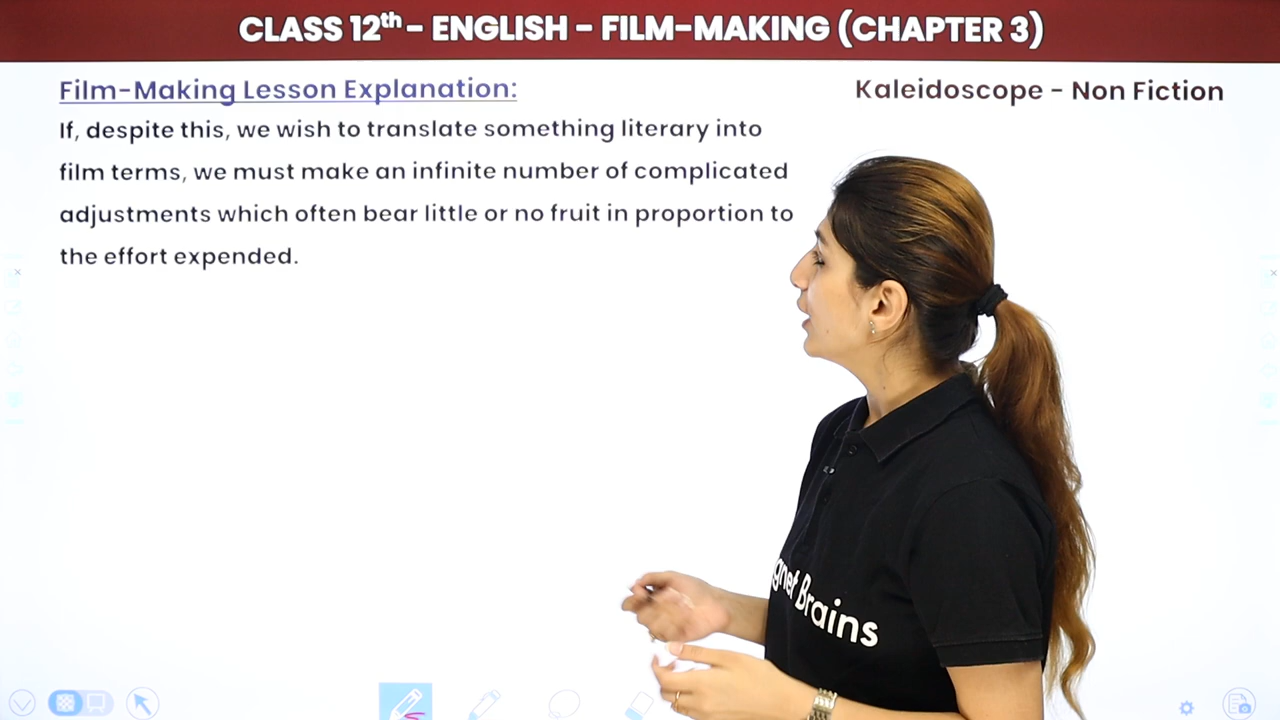 CLASS 12th - ENGLISH - FILM-MAKING (CHAPTER 3)
Film-Making Lesson Explanation:
Kaleidoscope - Non Fiction
If, despite this, we wish to translate something literary into
film terms, we must make an infinite number of complicated
adjustments which often bear little or no fruit in proportion to
the effort expended.
gnet Brains